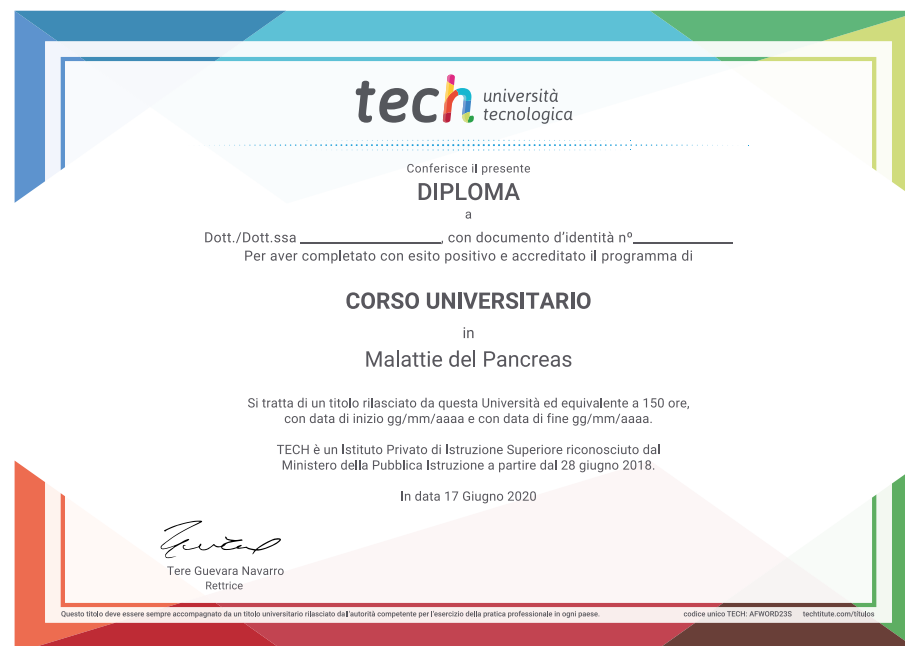 tech università
tecnologica
Conferisce il presente
DIPLOMA
a
Dott./Dott.ssa ____________________, con documento d'identità nº______________
Per aver completato con esito positivo e accreditato il programma di
CORSO UNIVERSITARIO
in
Malattie del Pancreas
Si tratta di un titolo rilasciato da questa Università ed equivalente a 150 ore,
con data di inizio gg/mm/aaaa e con data di fine gg/mm/aaaa.
TECH è un Istituto Privato di Istruzione Superiore riconosciuto dal
Ministero della Pubblica Istruzione a partire dal 28 giugno 2018.
In data 17 Giugno 2020
Tere Guevara Navarro
Rettrice
Questo titolo deve essere sempre accompagnato da un titolo universitario rilasciato dall'autorità competente per l'esercizio della pratica professionale in ogni paese. codice unico TECH: AFWORD23S techtitute.com/titulos